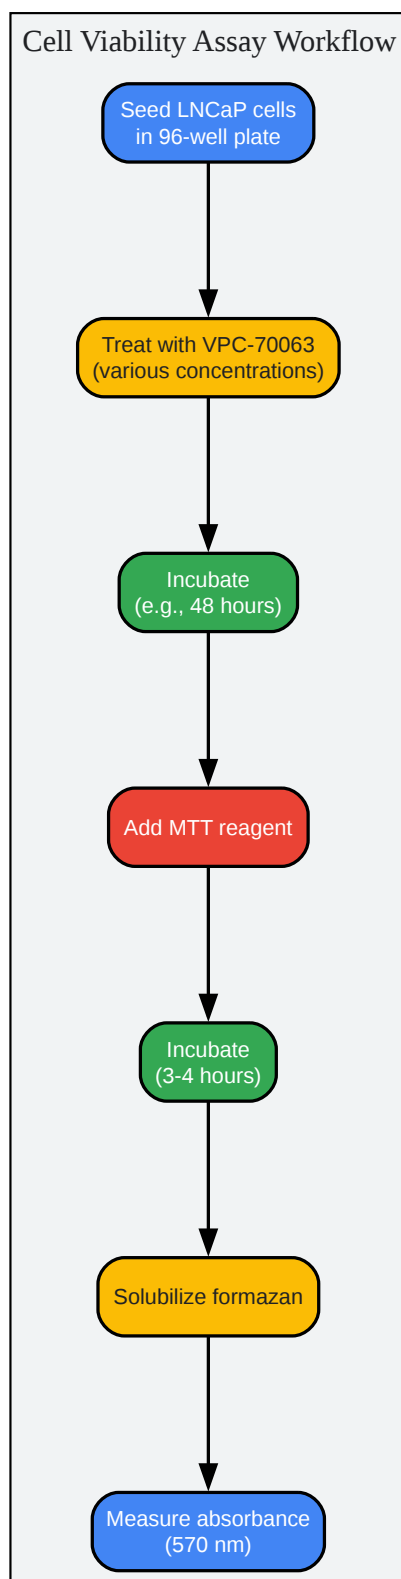 Cell Viability Assay Workflow
Seed LNCaP cells
in 96-well plate
Treat with VPC-70063
(various concentrations)
Incubate
(e.g., 48 hours)
Add MTT reagent
Incubate
(3-4 hours)
Solubilize formazan
Measure absorbance
(570 nm)